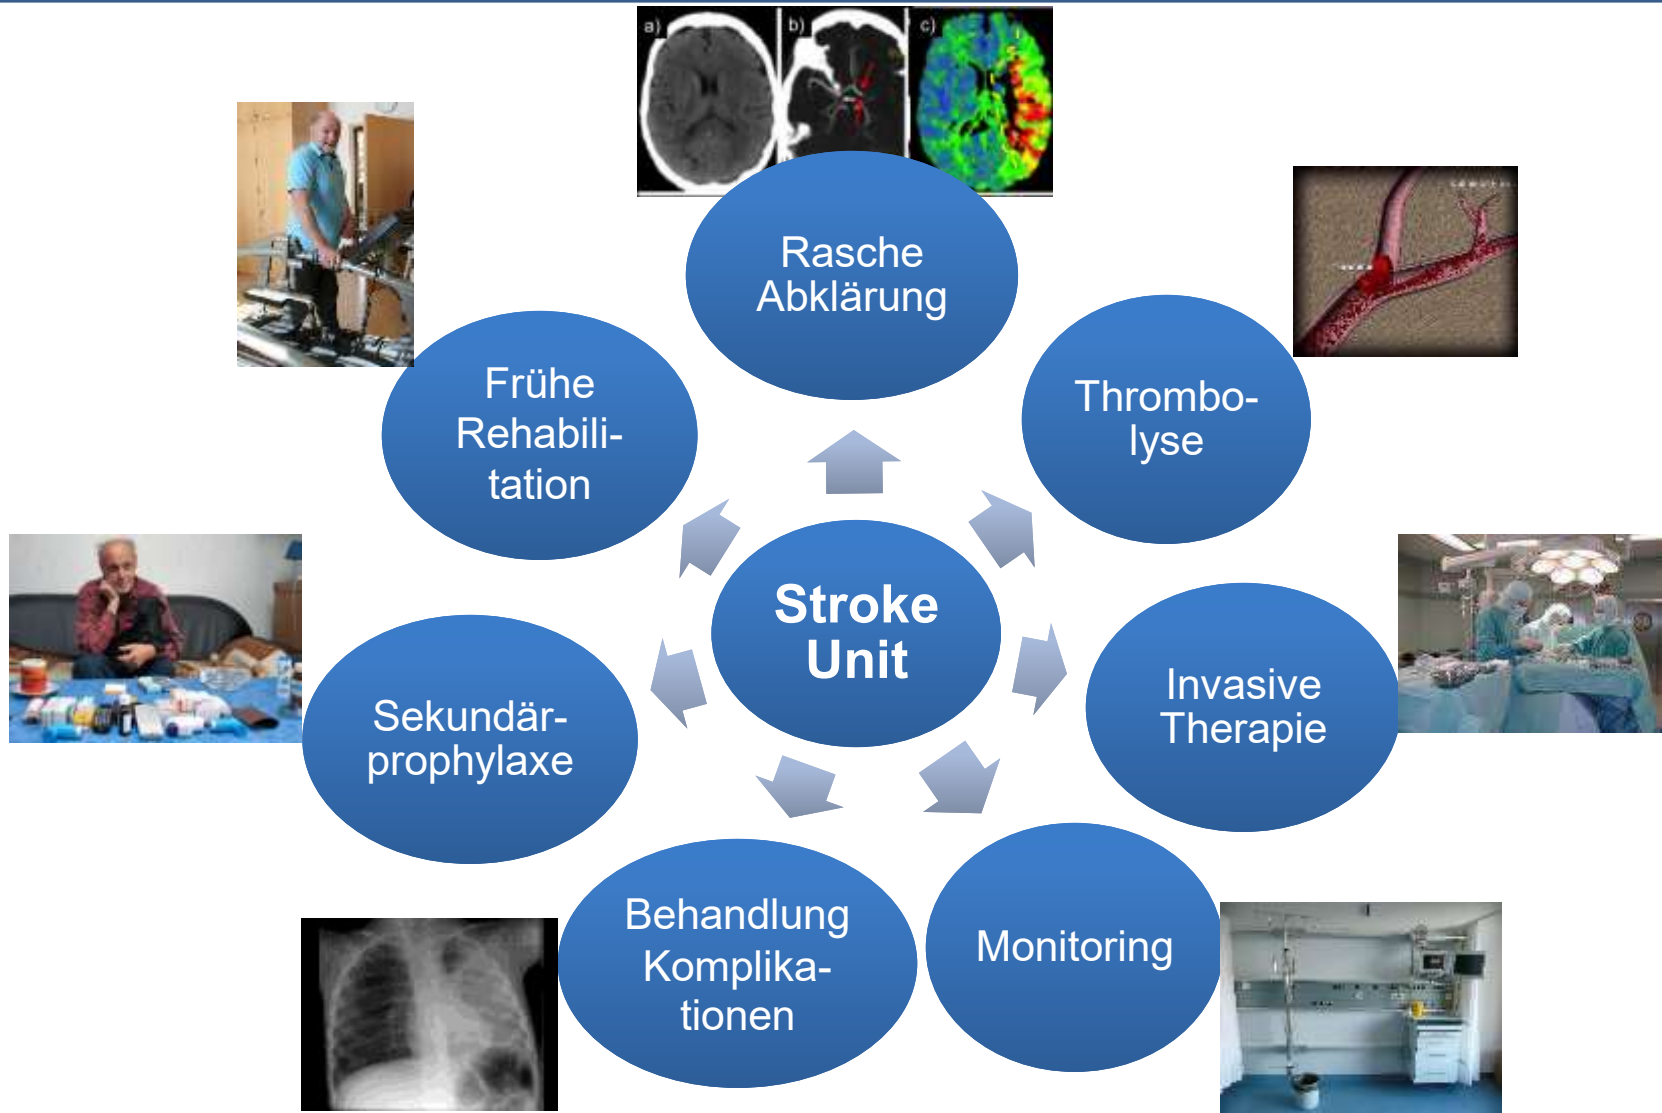 a)
b)
c)
Rasche
Abklärung
Thrombo-
lyse
Invasive
Therapie
Monitoring
Behandlung
Komplika-
tionen
Sekundär-
prophylaxe
Frühe
Rehabili-
tation
Stroke
Unit